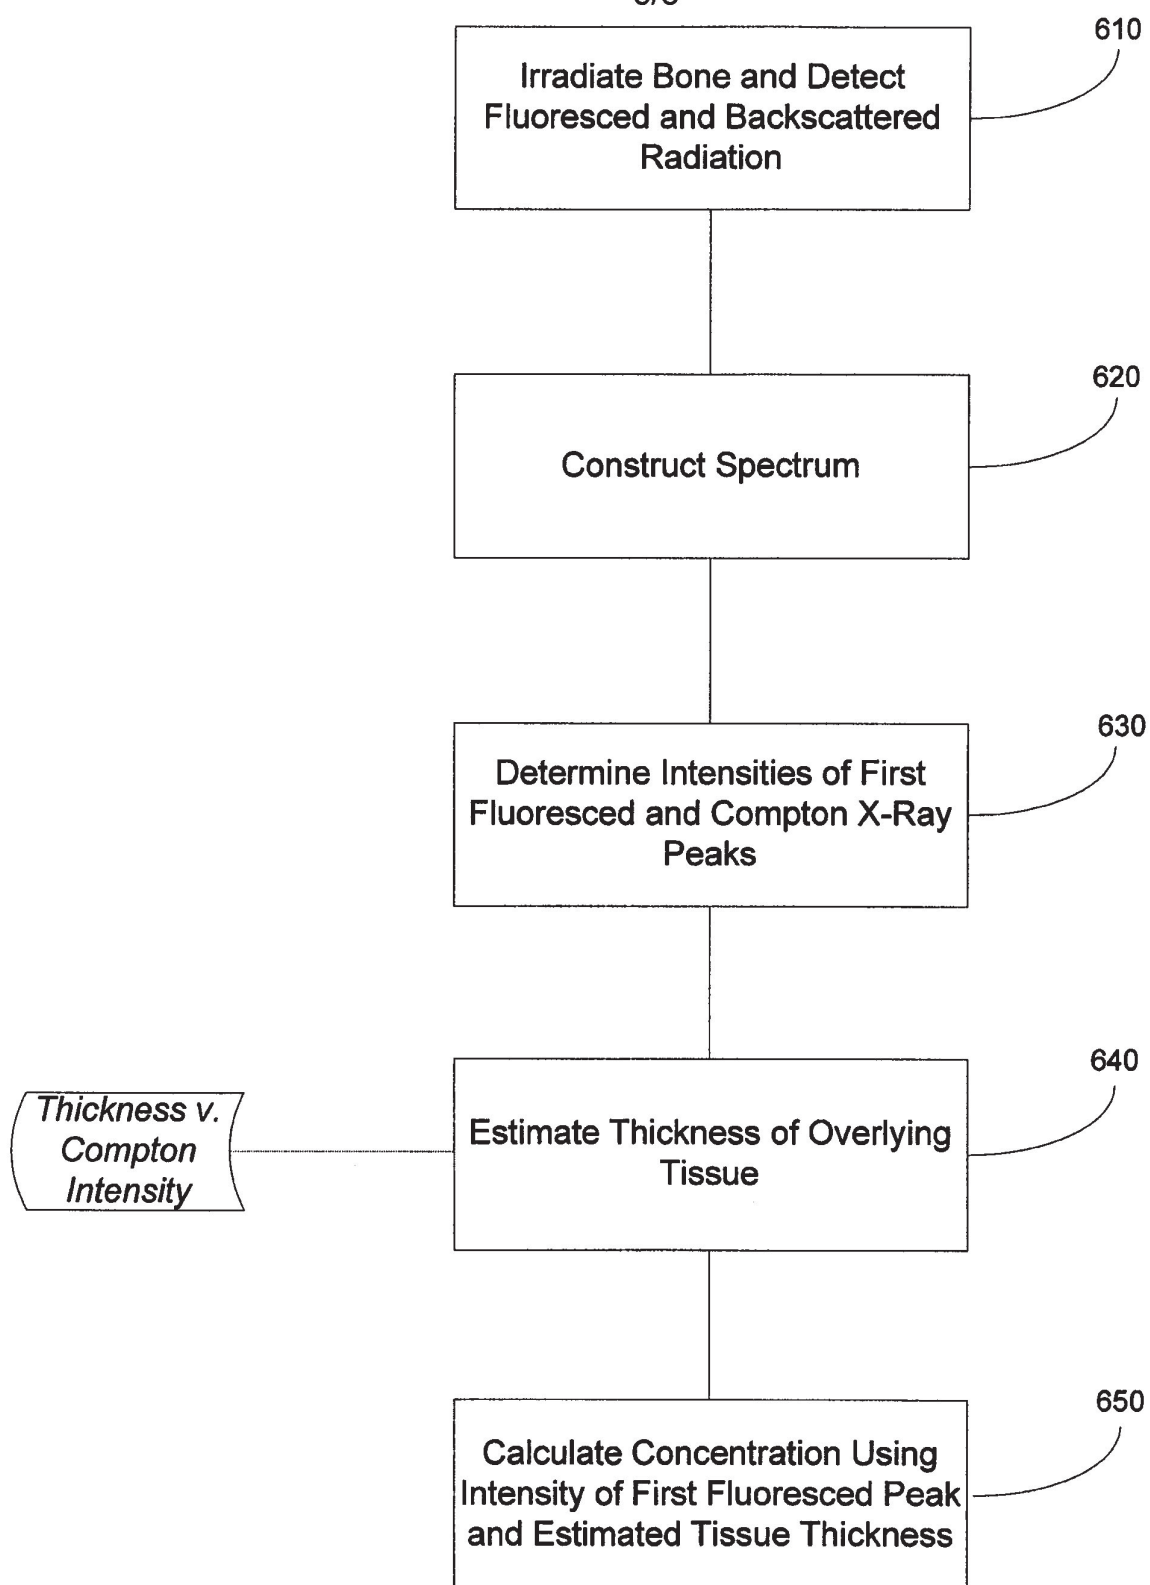 610
Irradiate Bone and Detect
Fluoresced and Backscattered
Radiation
620
Construct Spectrum
630
Determine Intensities of First
Fluoresced and Compton X-Ray
Peaks
640
Thickness v.
Compton
Intensity
Estimate Thickness of Overlying
Tissue
650
Calculate Concentration Using
Intensity of First Fluoresced Peak
and Estimated Tissue Thickness